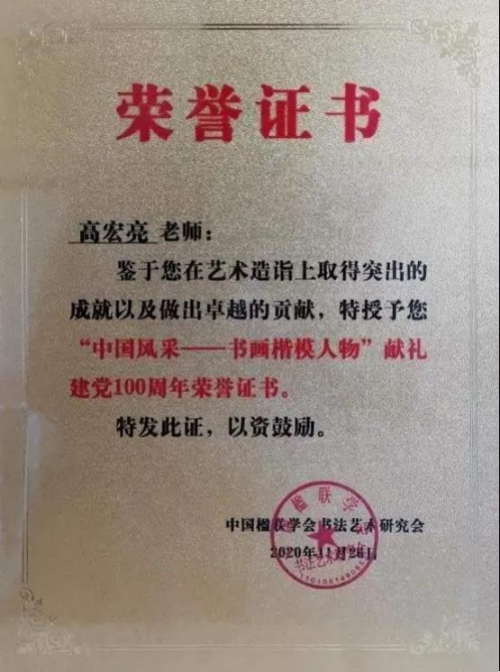 荣誉证书
高宏亮 老师：
鉴于您在艺术造诣上取得突出的
成就以及做出卓越的贡献，特授予您
“中国风采——书画楷模人物”献礼
建党100周年荣誉证书。
特发此证，以资鼓励。
中国楹联学会书法艺术研究会
2020年11月26日